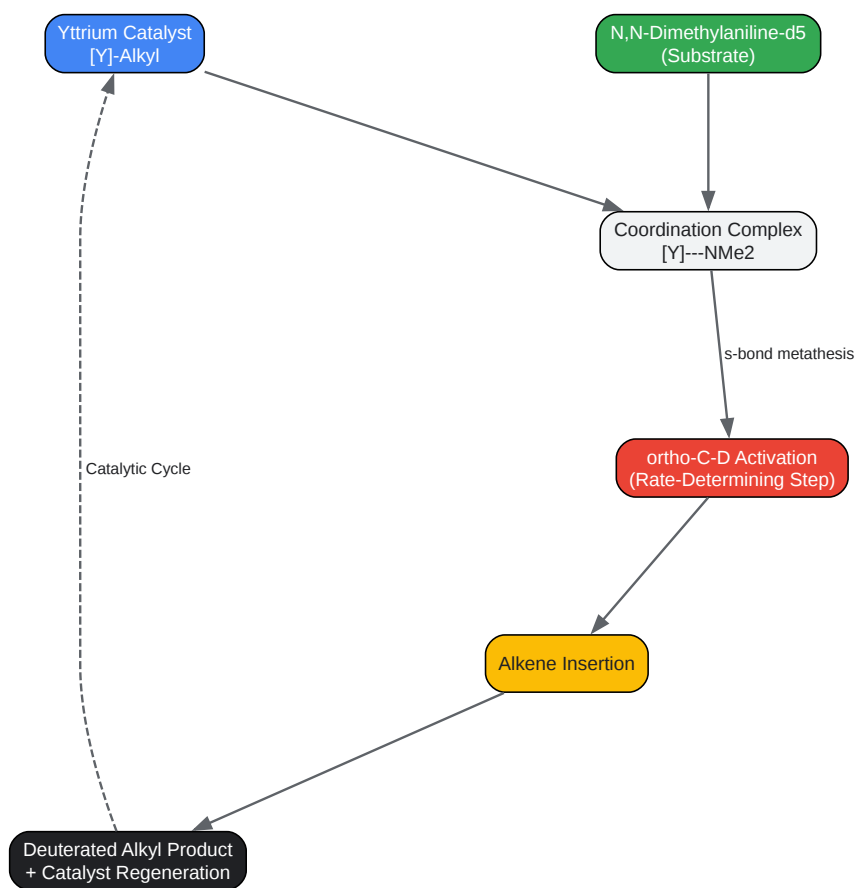 Yttrium Catalyst
[Y]-Alkyl
N,N-Dimethylaniline-d5
(Substrate)
Coordination Complex
[Y]---NMe2
s-bond metathesis
ortho-C-D Activation
(Rate-Determining Step)
Catalytic Cycle
Alkene Insertion
Deuterated Alkyl Product
+ Catalyst Regeneration